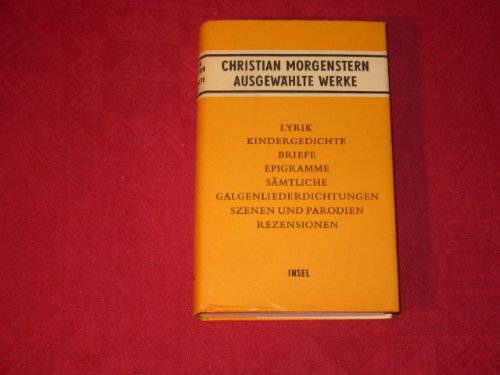 CHRISTIAN MORGENSTERN
AUSGEWÄHLTE WERKE
LYRIK
KINDERGEDICHTE
BRIEFE
EPIGRAMME
SÄMTLICHE
GALGENLIEDERDICHTUNGEN
SZENEN UND PARODIEN
REZENSIONEN
INSEL